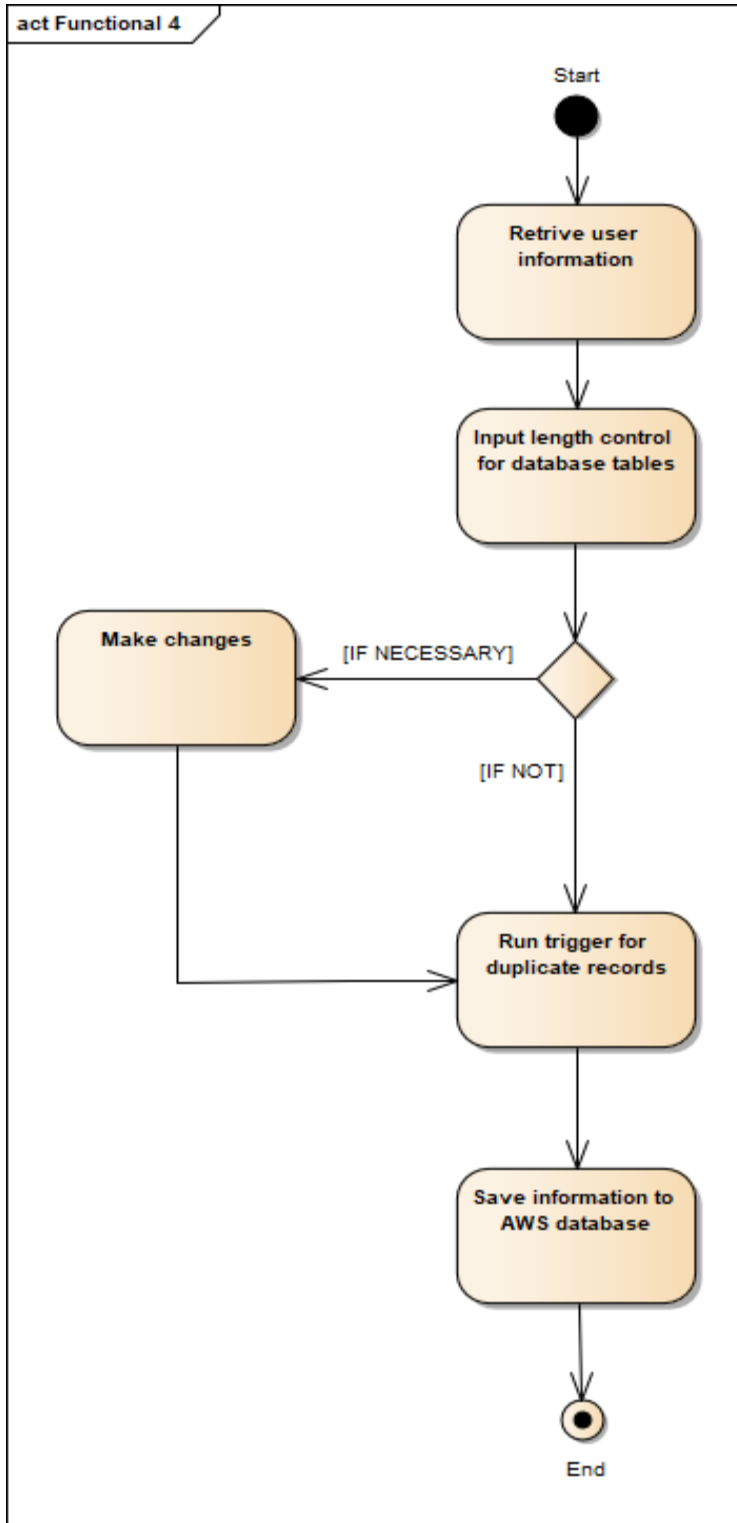 act Functional 4
Start
Retrive user
information
Input length control
for database tables
Make changes
[IF NECESSARY]
[IF NOT]
Run trigger for
duplicate records
Save information to
AWS database
End